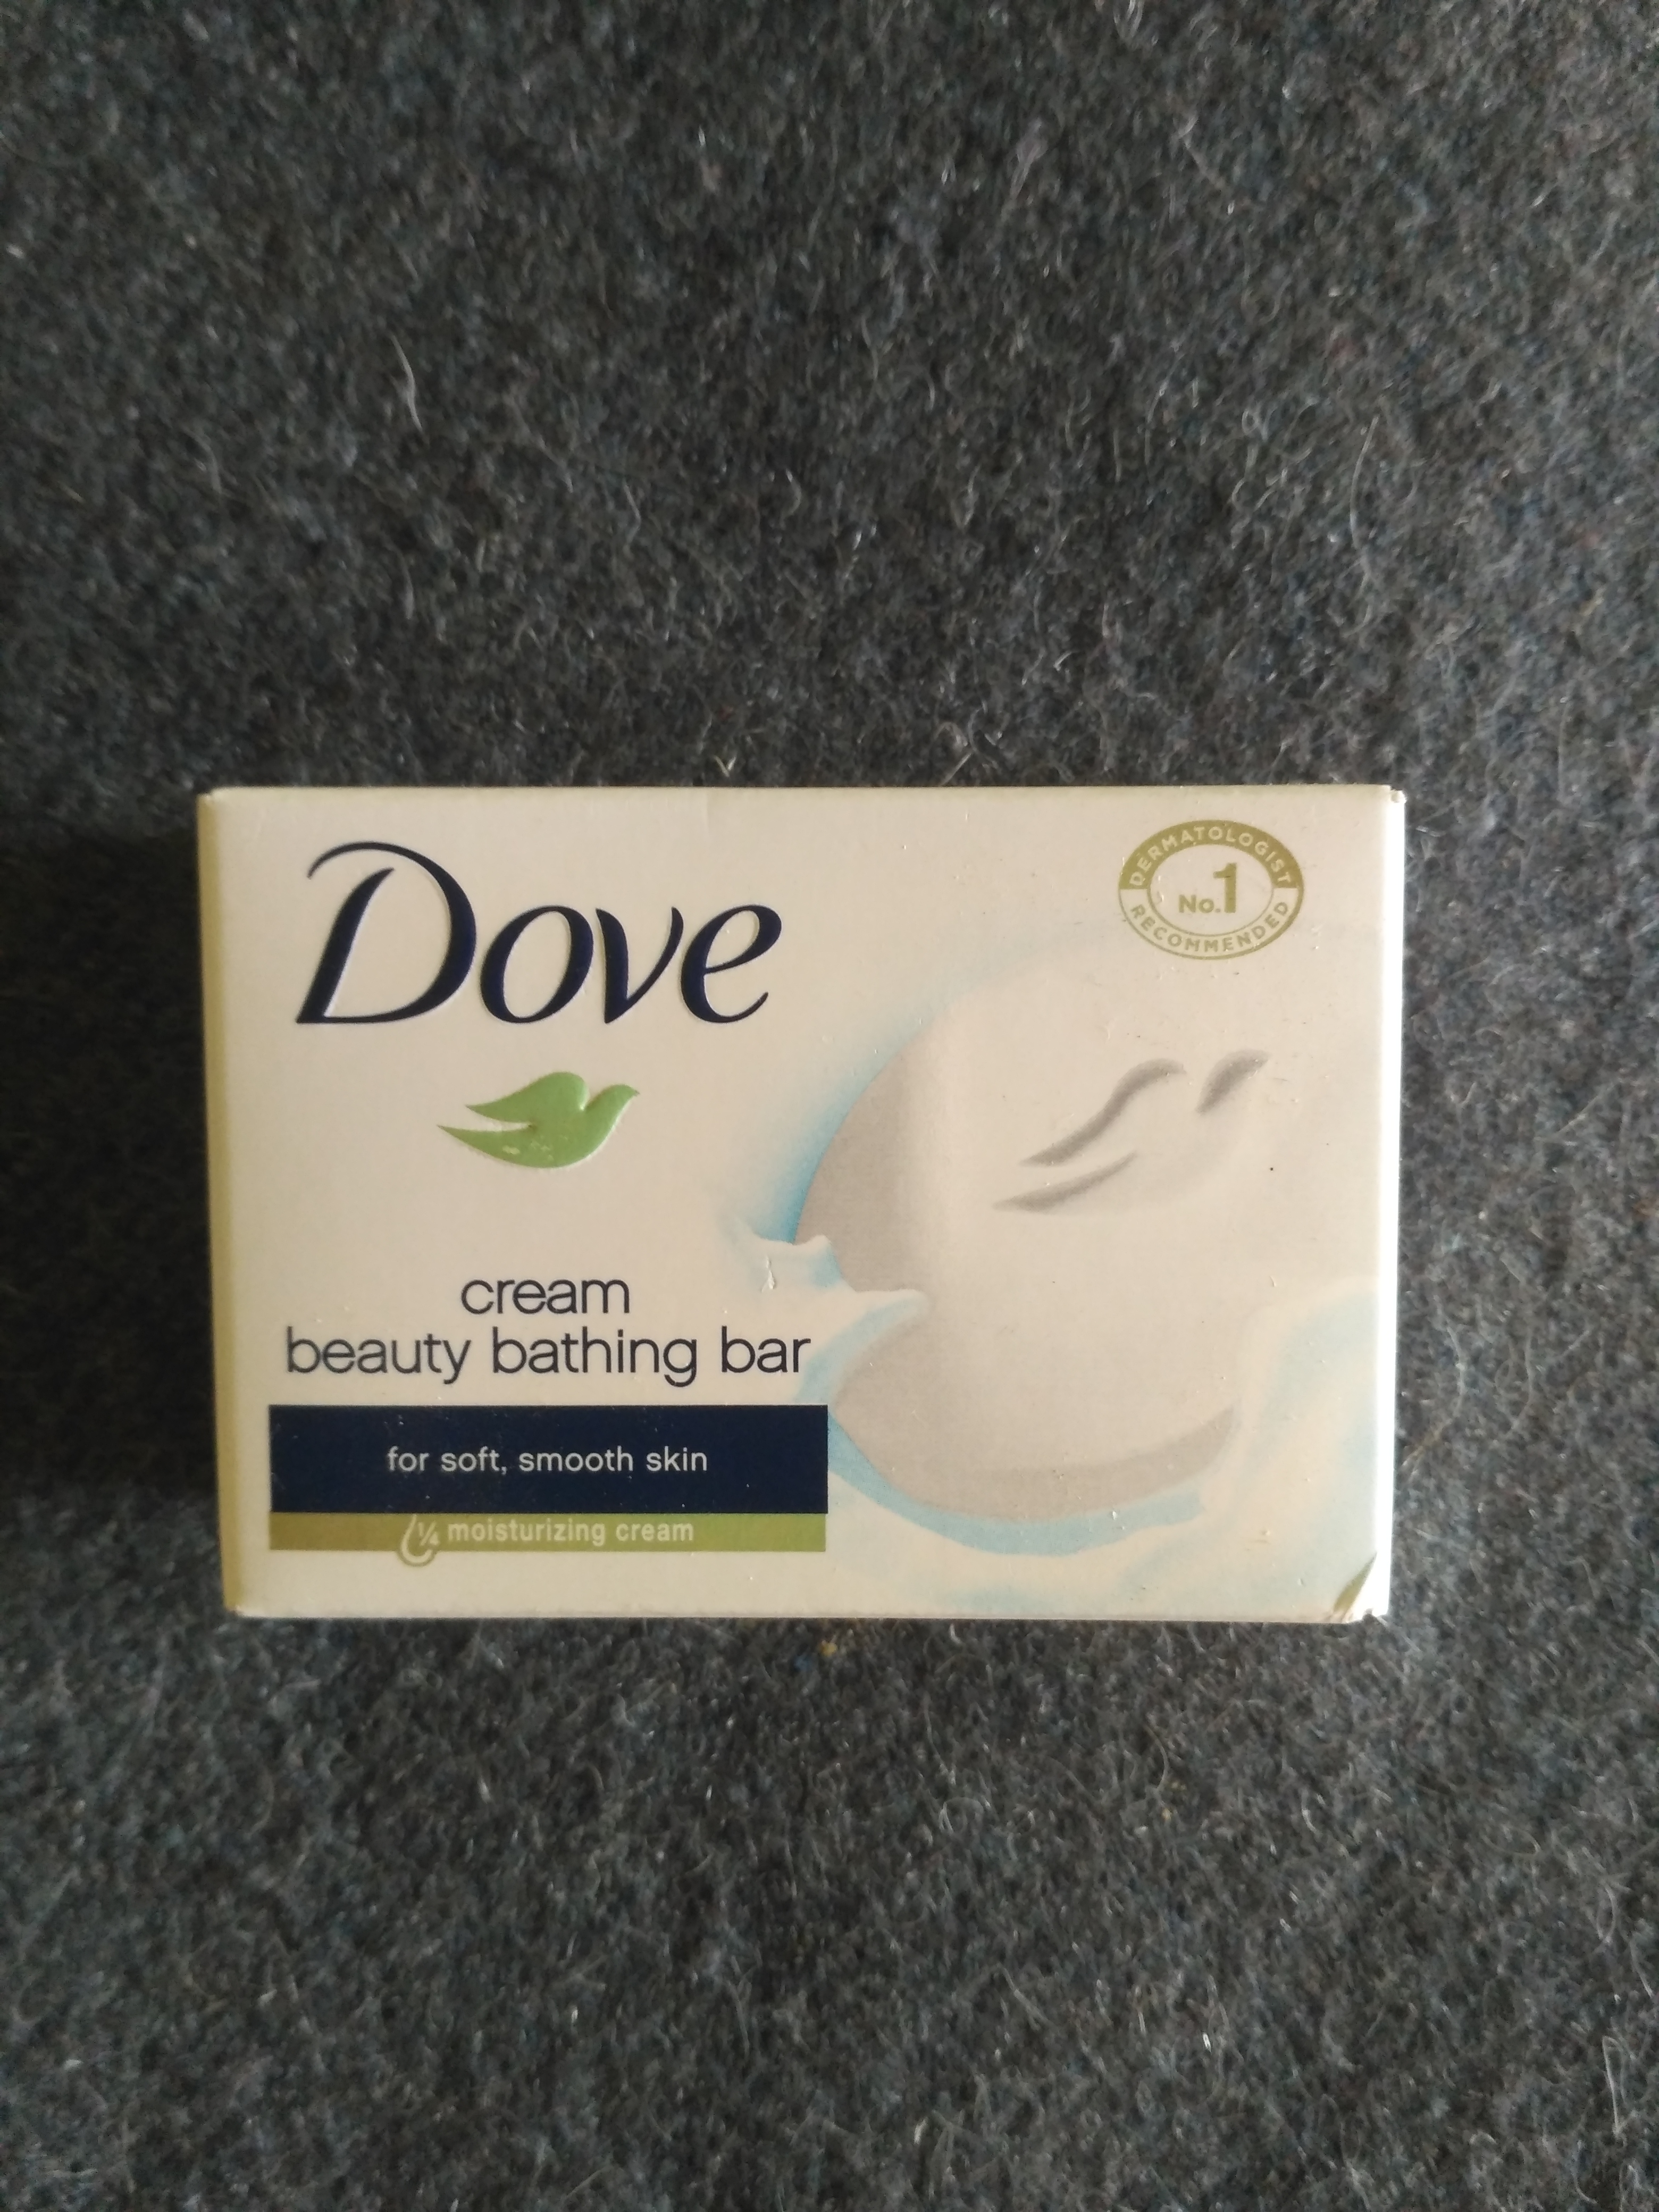 Dove
DERMATOLOGIST
No.1
RECOMMENDED
cream
beauty bathing bar
for soft, smooth skin
1/4 moisturizing cream